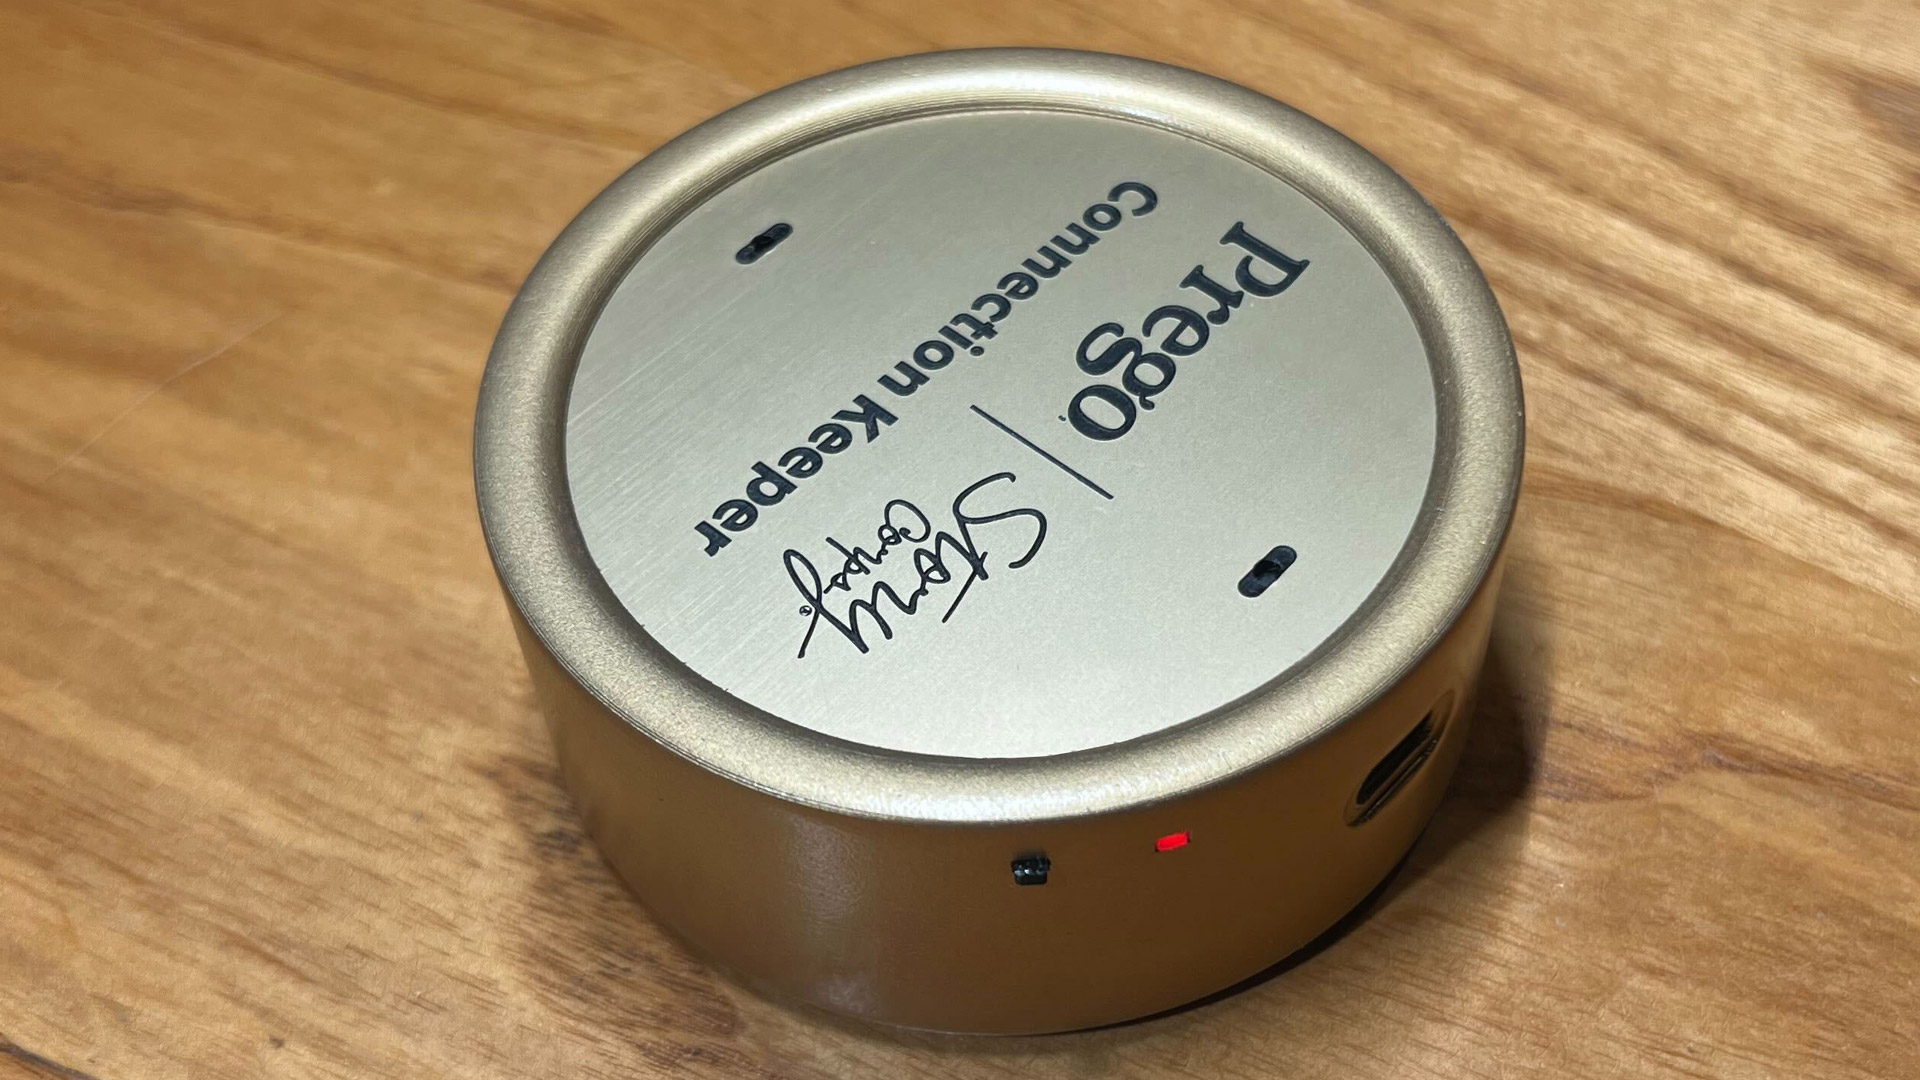 Prego
Story
Corps®
Connection Keeper